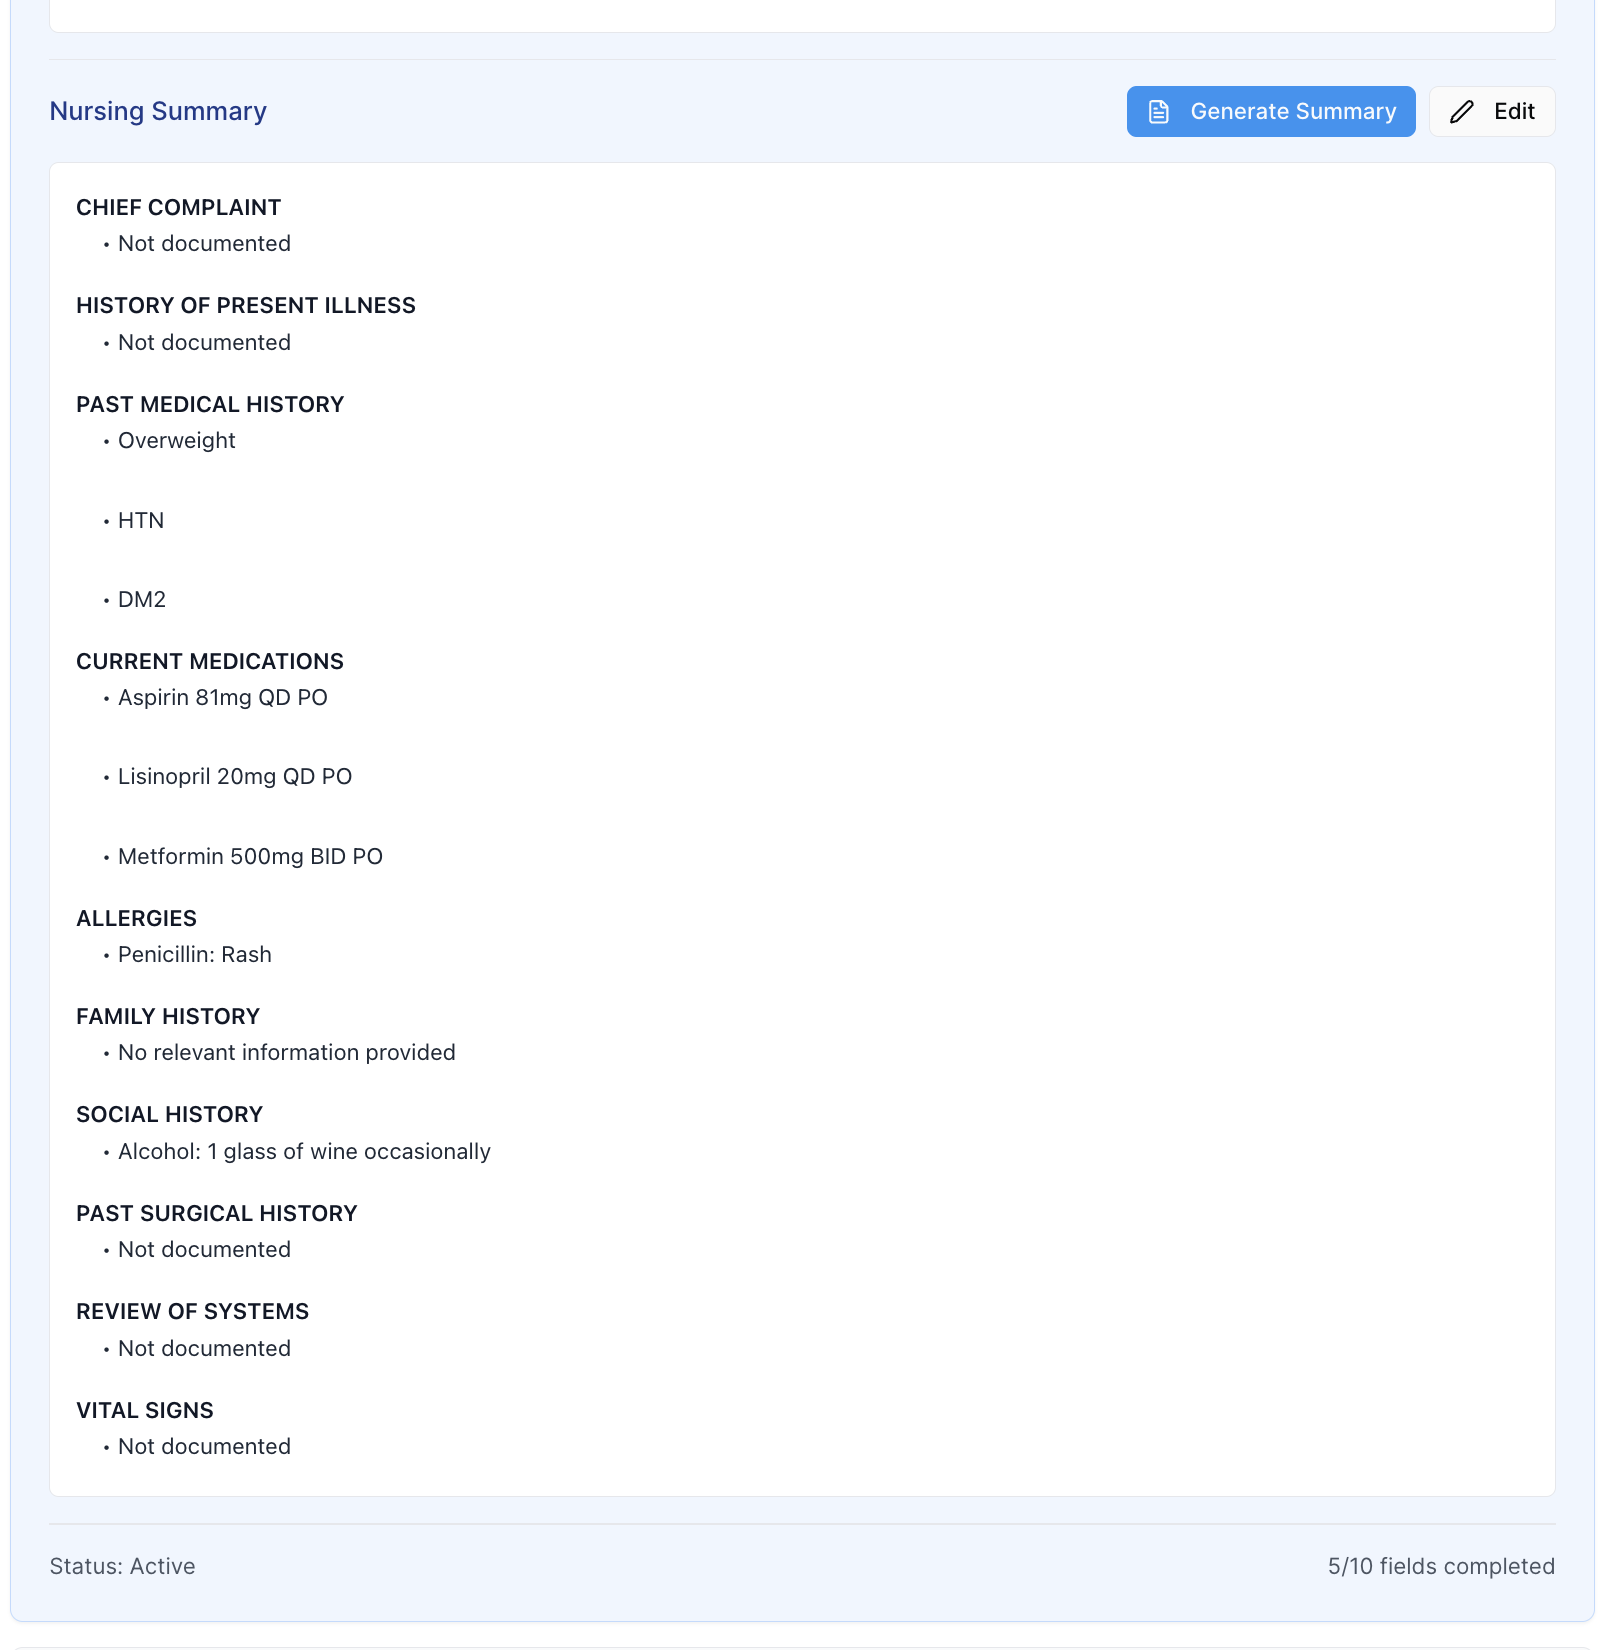 Nursing Summary
Generate Summary
Edit
CHIEF COMPLAINT
• Not documented
HISTORY OF PRESENT ILLNESS
• Not documented
PAST MEDICAL HISTORY
• Overweight
• HTN
• DM2
CURRENT MEDICATIONS
• Aspirin 81mg QD PO
• Lisinopril 20mg QD PO
• Metformin 500mg BID PO
ALLERGIES
• Penicillin: Rash
FAMILY HISTORY
• No relevant information provided
SOCIAL HISTORY
• Alcohol: 1 glass of wine occasionally
PAST SURGICAL HISTORY
• Not documented
REVIEW OF SYSTEMS
• Not documented
VITAL SIGNS
• Not documented
Status: Active
5/10 fields completed